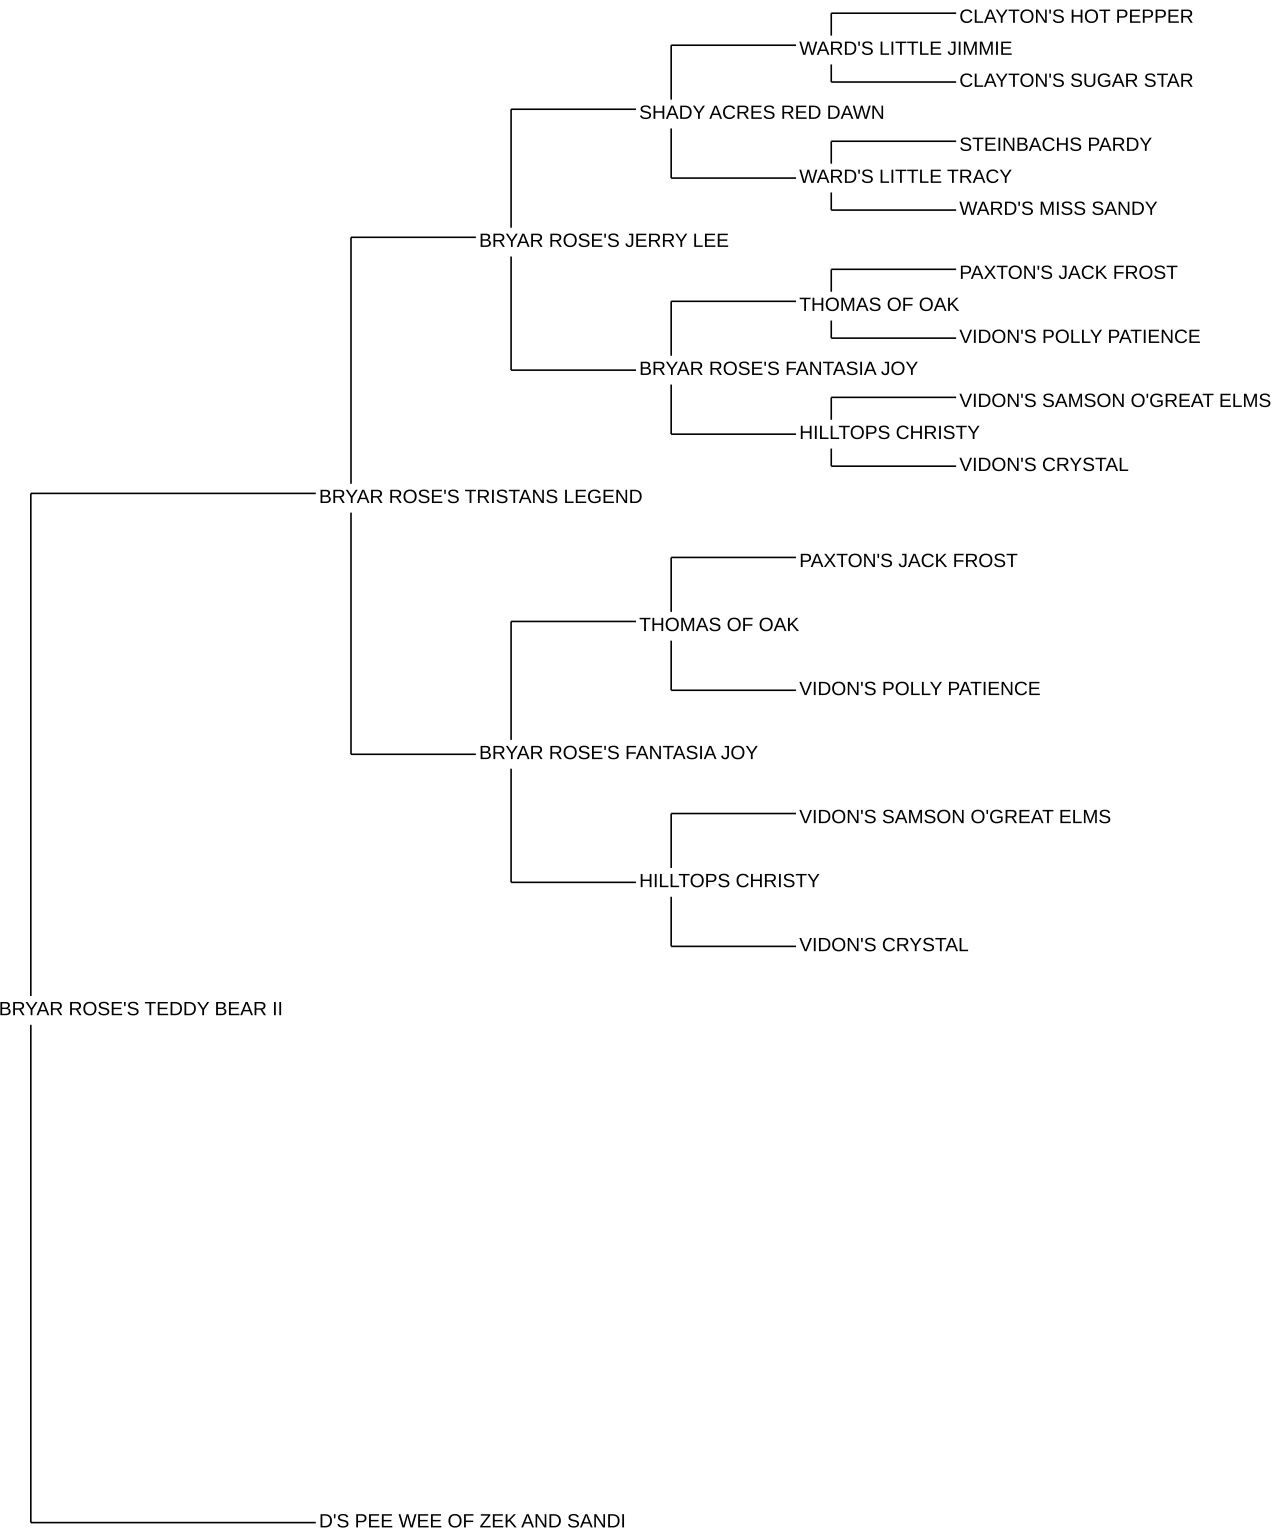 CLAYTON'S HOT PEPPER
WARD'S LITTLE JIMMIE
CLAYTON'S SUGAR STAR
SHADY ACRES RED DAWN
STEINBACHS PARDY
WARD'S LITTLE TRACY
WARD'S MISS SANDY
BRYAR ROSE'S JERRY LEE
PAXTON'S JACK FROST
THOMAS OF OAK
VIDON'S POLLY PATIENCE
BRYAR ROSE'S FANTASIA JOY
VIDON'S SAMSON O'GREAT ELMS
HILLTOPS CHRISTY
VIDON'S CRYSTAL
BRYAR ROSE'S TRISTANS LEGEND
PAXTON'S JACK FROST
THOMAS OF OAK
VIDON'S POLLY PATIENCE
BRYAR ROSE'S FANTASIA JOY
VIDON'S SAMSON O'GREAT ELMS
HILLTOPS CHRISTY
VIDON'S CRYSTAL
BRYAR ROSE'S TEDDY BEAR II
D'S PEE WEE OF ZEK AND SANDI